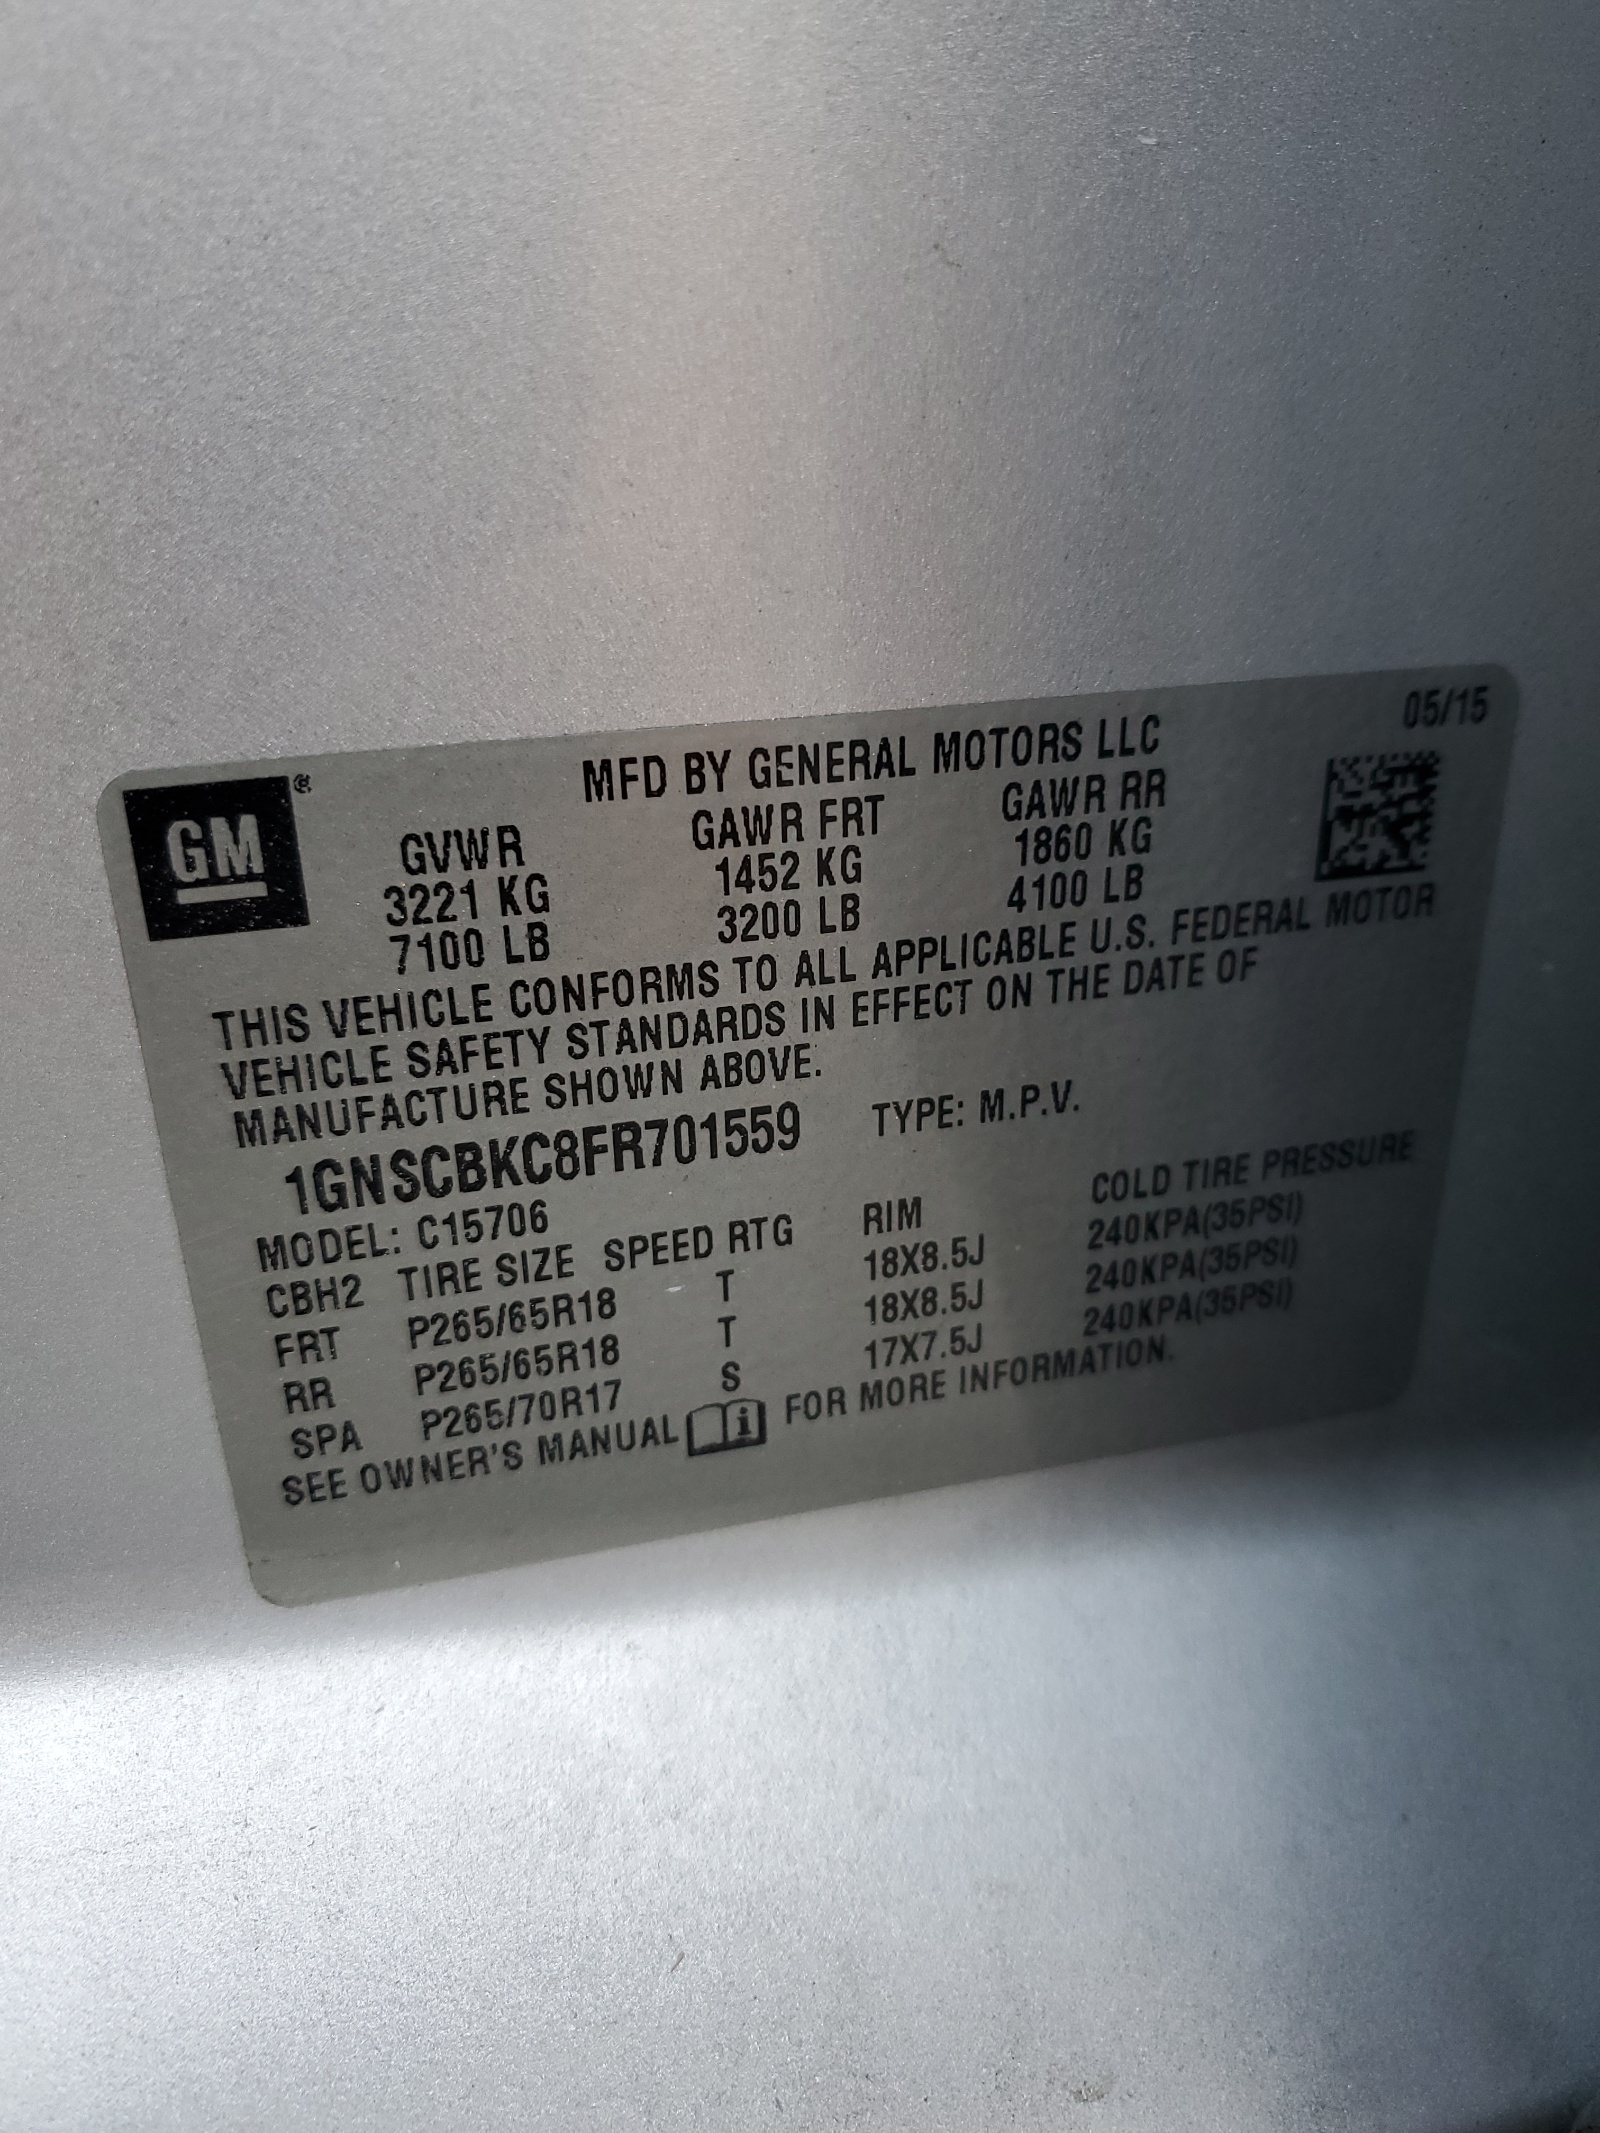 05/15
MFD BY GENERAL MOTORS LLC
GM ®
GVWR GAWR FRT GAWR RR
3221 KG 1452 KG 1860 KG
7100 LB 3200 LB 4100 LB
THIS VEHICLE CONFORMS TO ALL APPLICABLE U.S. FEDERAL MOTOR
VEHICLE SAFETY STANDARDS IN EFFECT ON THE DATE OF
MANUFACTURE SHOWN ABOVE.
1GNSCBKC8FR701559 TYPE: M.P.V.
MODEL: C15706
CBH2 TIRE SIZE SPEED RTG RIM COLD TIRE PRESSURE
FRT P265/65R18 T 18X8.5J 240KPA(35PSI)
RR P265/65R18 T 18X8.5J 240KPA(35PSI)
SPA P265/70R17 S 17X7.5J 240KPA(35PSI)
SEE OWNER'S MANUAL i FOR MORE INFORMATION.